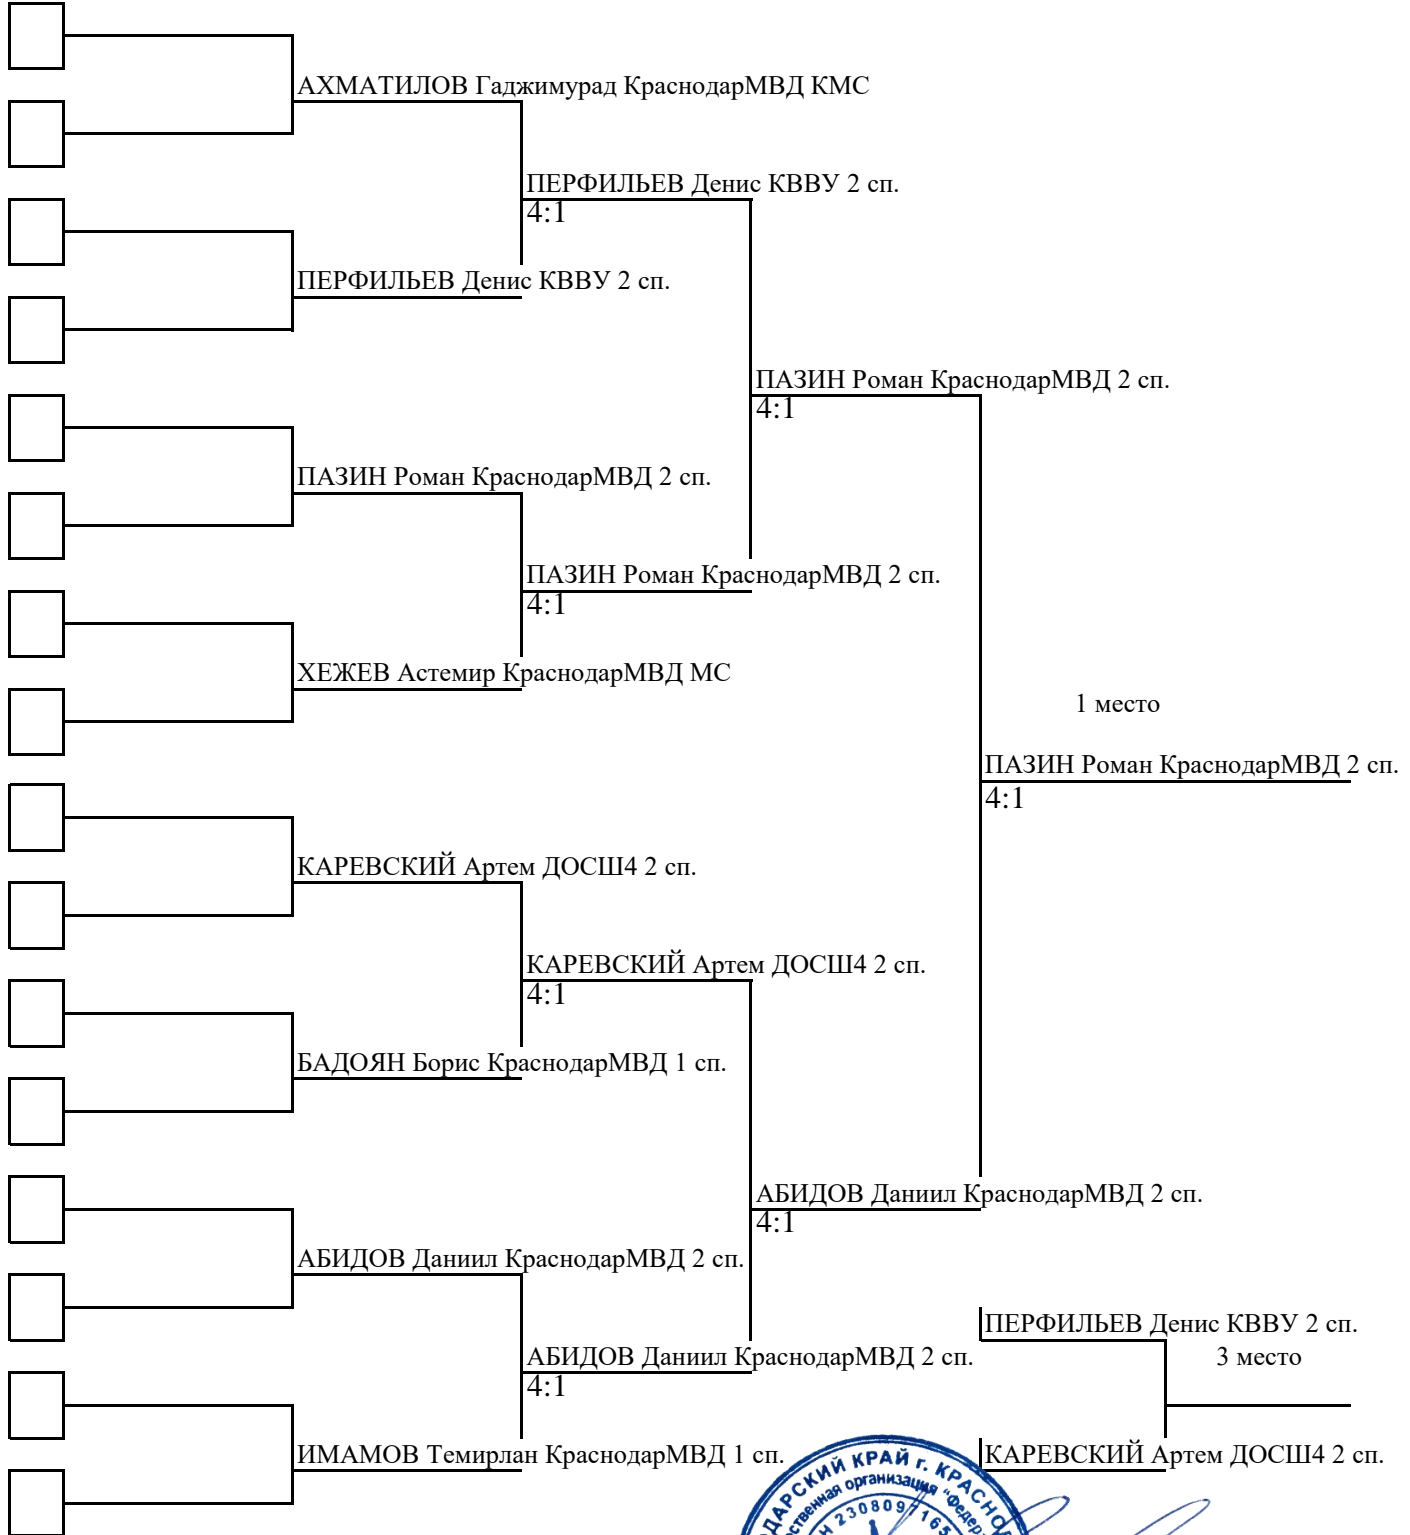 АХМАТИЛОВ Гаджимурад КраснодарМВД КМС
ПЕРФИЛЬЕВ Денис КВВУ 2 сп.
4:1
ПЕРФИЛЬЕВ Денис КВВУ 2 сп.
ПАЗИН Роман КраснодарМВД 2 сп.
4:1
ПАЗИН Роман КраснодарМВД 2 сп.
ПАЗИН Роман КраснодарМВД 2 сп.
4:1
ХЕЖЕВ Астемир КраснодарМВД МС
1 место
ПАЗИН Роман КраснодарМВД 2 сп.
4:1
КАРЕВСКИЙ Артем ДОСШ4 2 сп.
КАРЕВСКИЙ Артем ДОСШ4 2 сп.
4:1
БАДОЯН Борис КраснодарМВД 1 сп.
АБИДОВ Даниил КраснодарМВД 2 сп.
4:1
АБИДОВ Даниил КраснодарМВД 2 сп.
ПЕРФИЛЬЕВ Денис КВВУ 2 сп.
АБИДОВ Даниил КраснодарМВД 2 сп.
3 место
4:1
ИМАМОВ Темирлан КраснодарМВД 1 сп.
КАРЕВСКИЙ Артем ДОСШ4 2 сп.
КРАЙ г.
организация